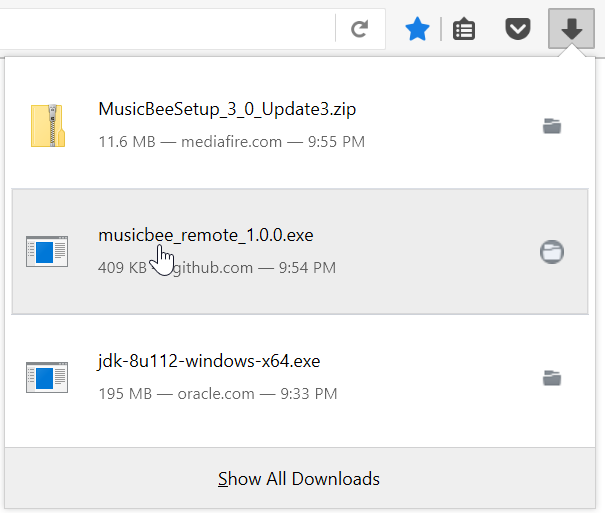 MusicBeeSetup_3_0_Update3.zip
11.6 MB — mediafire.com — 9:55 PM
musicbee_remote_1.0.0.exe
409 KB — github.com — 9:54 PM
jdk-8u112-windows-x64.exe
195 MB — oracle.com — 9:33 PM
Show All Downloads